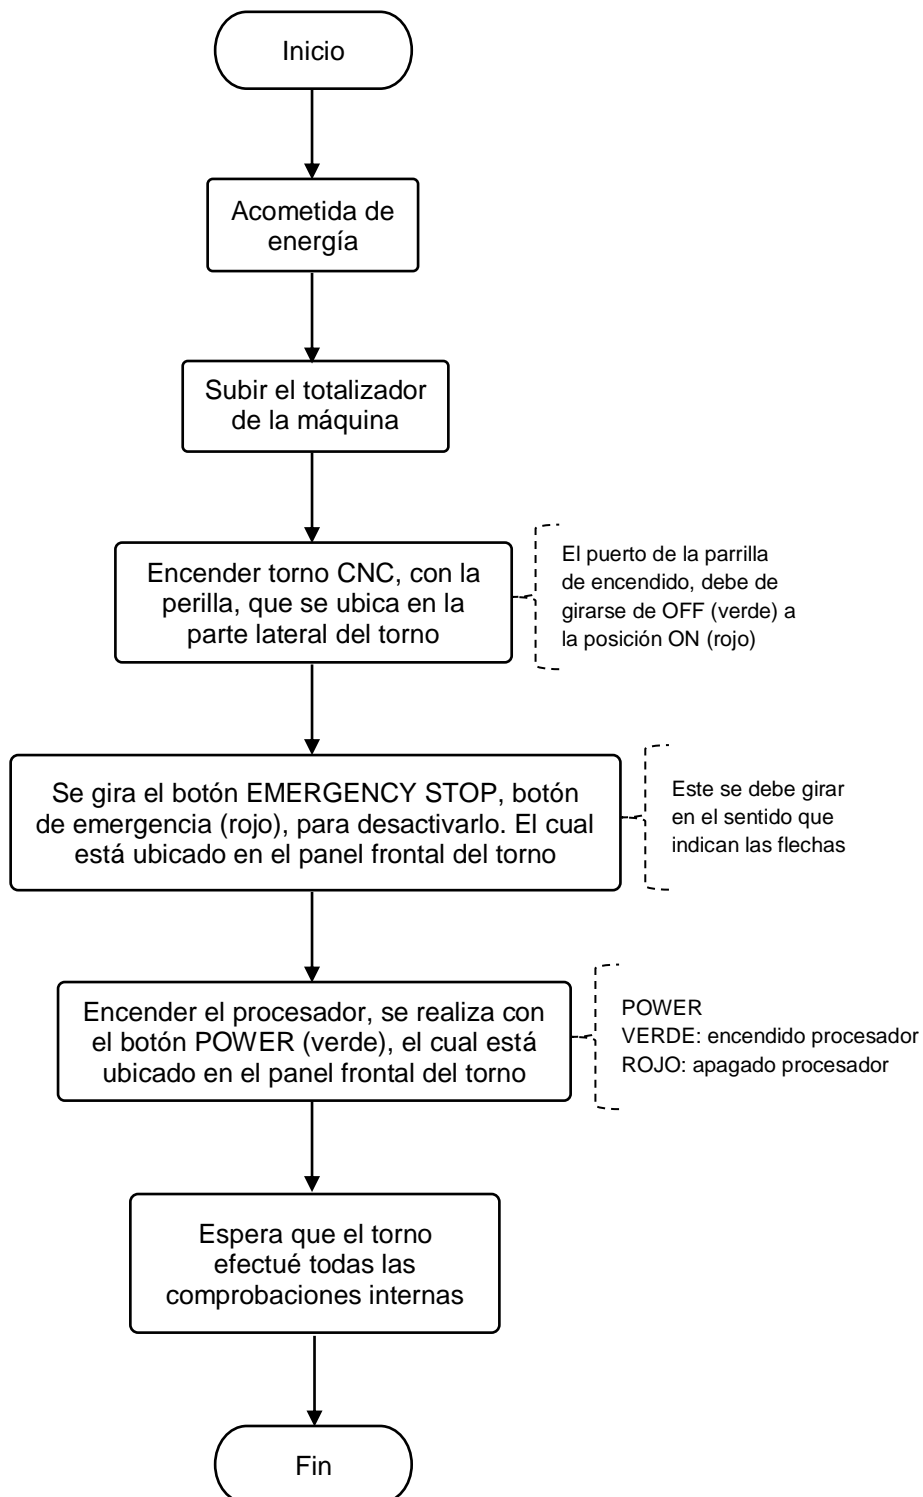 Inicio
Acometida de
energía
Subir el totalizador
de la máquina
Encender torno CNC, con la
perilla, que se ubica en la
parte lateral del torno
El puerto de la parrilla
de encendido, debe de
girarse de OFF (verde) a
la posición ON (rojo)
Se gira el botón EMERGENCY STOP, botón
de emergencia (rojo), para desactivarlo. El cual
está ubicado en el panel frontal del torno
Este se debe girar
en el sentido que
indican las flechas
Encender el procesador, se realiza con
el botón POWER (verde), el cual está
ubicado en el panel frontal del torno
POWER
VERDE: encendido procesador
ROJO: apagado procesador
Espera que el torno
efectué todas las
comprobaciones internas
Fin